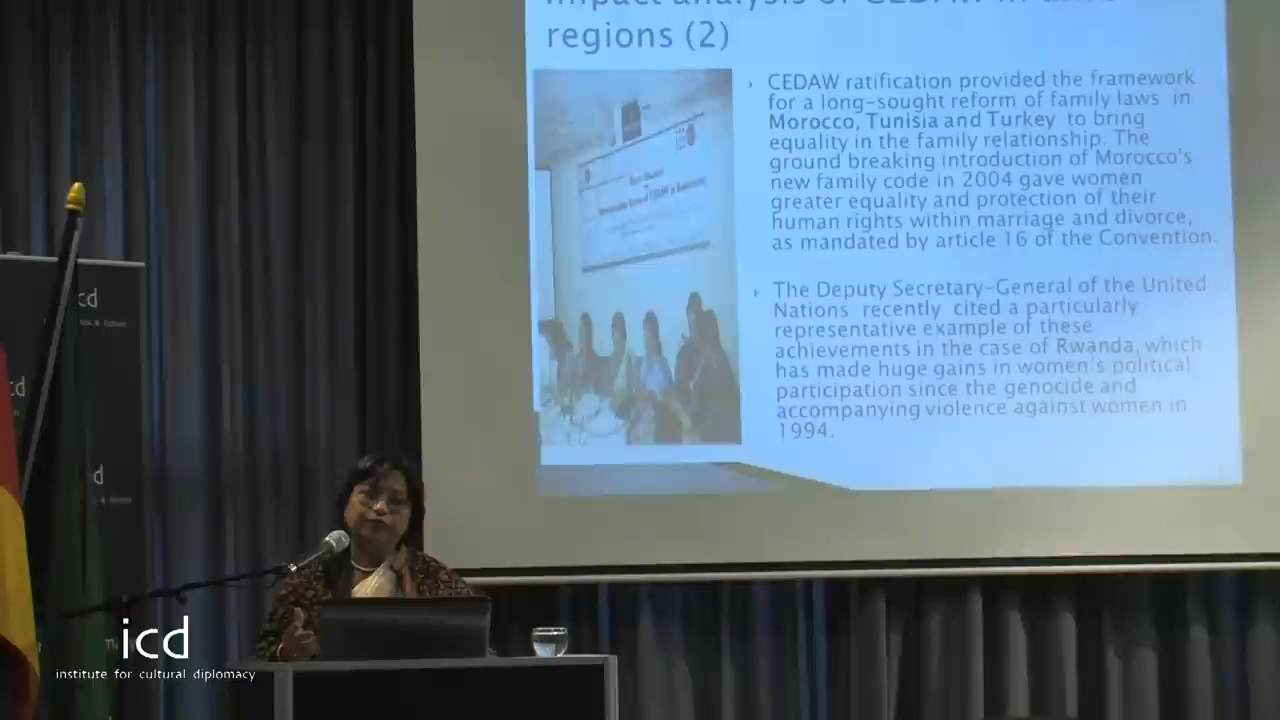 regions (2)
› CEDAW ratification provided the framework
for a long-sought reform of family laws in
Morocco, Tunisia and Turkey to bring
equality in the family relationship. The
ground breaking introduction of Morocco's
new family code in 2004 gave women
greater equality and protection of their
human rights within marriage and divorce,
as mandated by article 16 of the Convention.
› The Deputy Secretary-General of the United
Nations recently cited a particularly
representative example of these
achievements in the case of Rwanda, which
has made huge gains in women's political
participation since the genocide and
accompanying violence against women in
1994.
cd
cd
d
icd
institute for cultural diplomacy